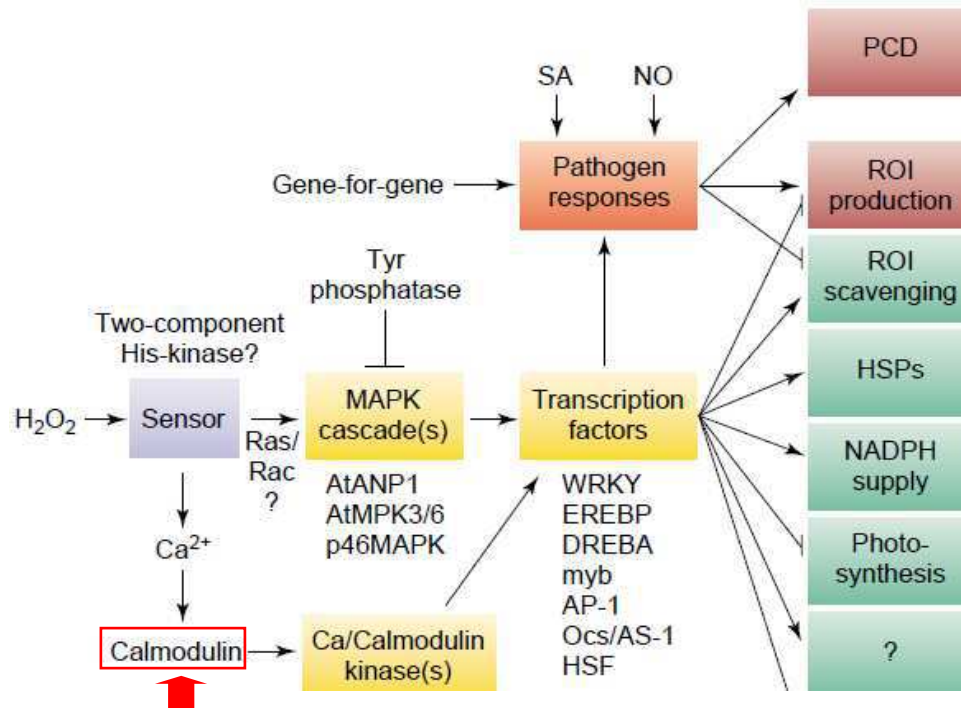 PCD
SA NO
Gene-for-gene
Pathogen
responses
ROI
production
ROI
scavenging
Tyr
phosphatase
Two-component
His-kinase?
H₂O₂
Sensor
Ras/
Rac
?
MAPK
cascade(s)
AtANP1
AtMPK3/6
p46MAPK
Transcription
factors
WRKY
EREBP
DREBA
myb
AP-1
Ocs/AS-1
HSF
HSPs
NADPH
supply
Photo-
synthesis
?
Ca²⁺
Calmodulin
Ca/Calmodulin
kinase(s)